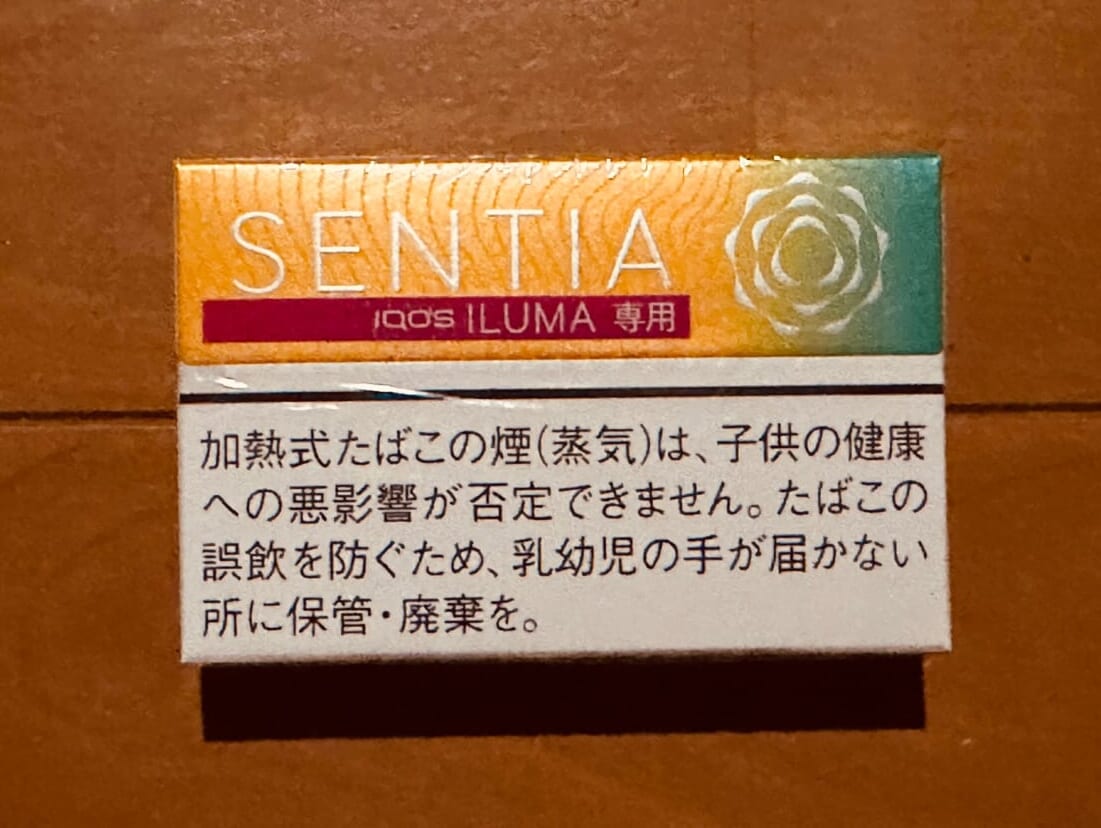 SENTIA
IQOS ILUMA 専用
加熱式たばこの煙(蒸気)は、子供の健康
への悪影響が否定できません。たばこの
誤飲を防ぐため、乳幼児の手が届かない
所に保管・廃棄を。